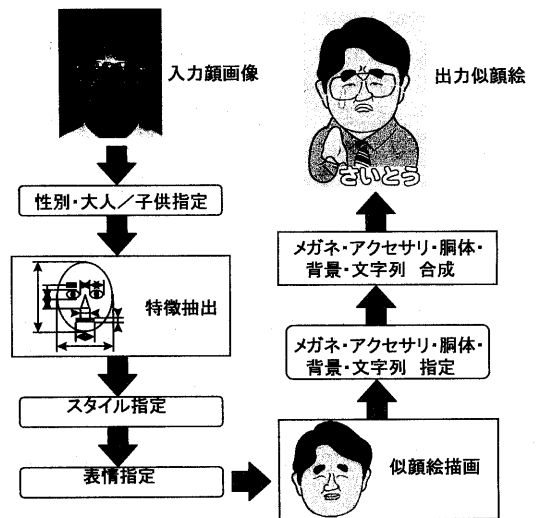 入力顔画像
性別・大人／子供指定
特徴抽出
スタイル指定
表情指定
似顔絵描画
メガネ・アクセサリ・胴体・
背景・文字列 指定
メガネ・アクセサリ・胴体・
背景・文字列 合成
出力似顔絵
さいとう